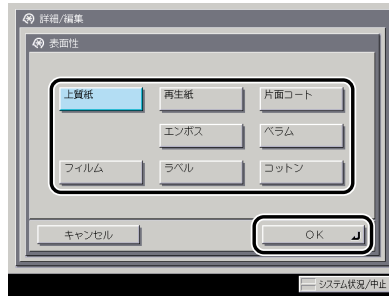 詳細/編集
表面性
上質紙 再生紙 片面コート
エンボス ベラム
フィルム ラベル コットン
キャンセル OK
システム状況/中止